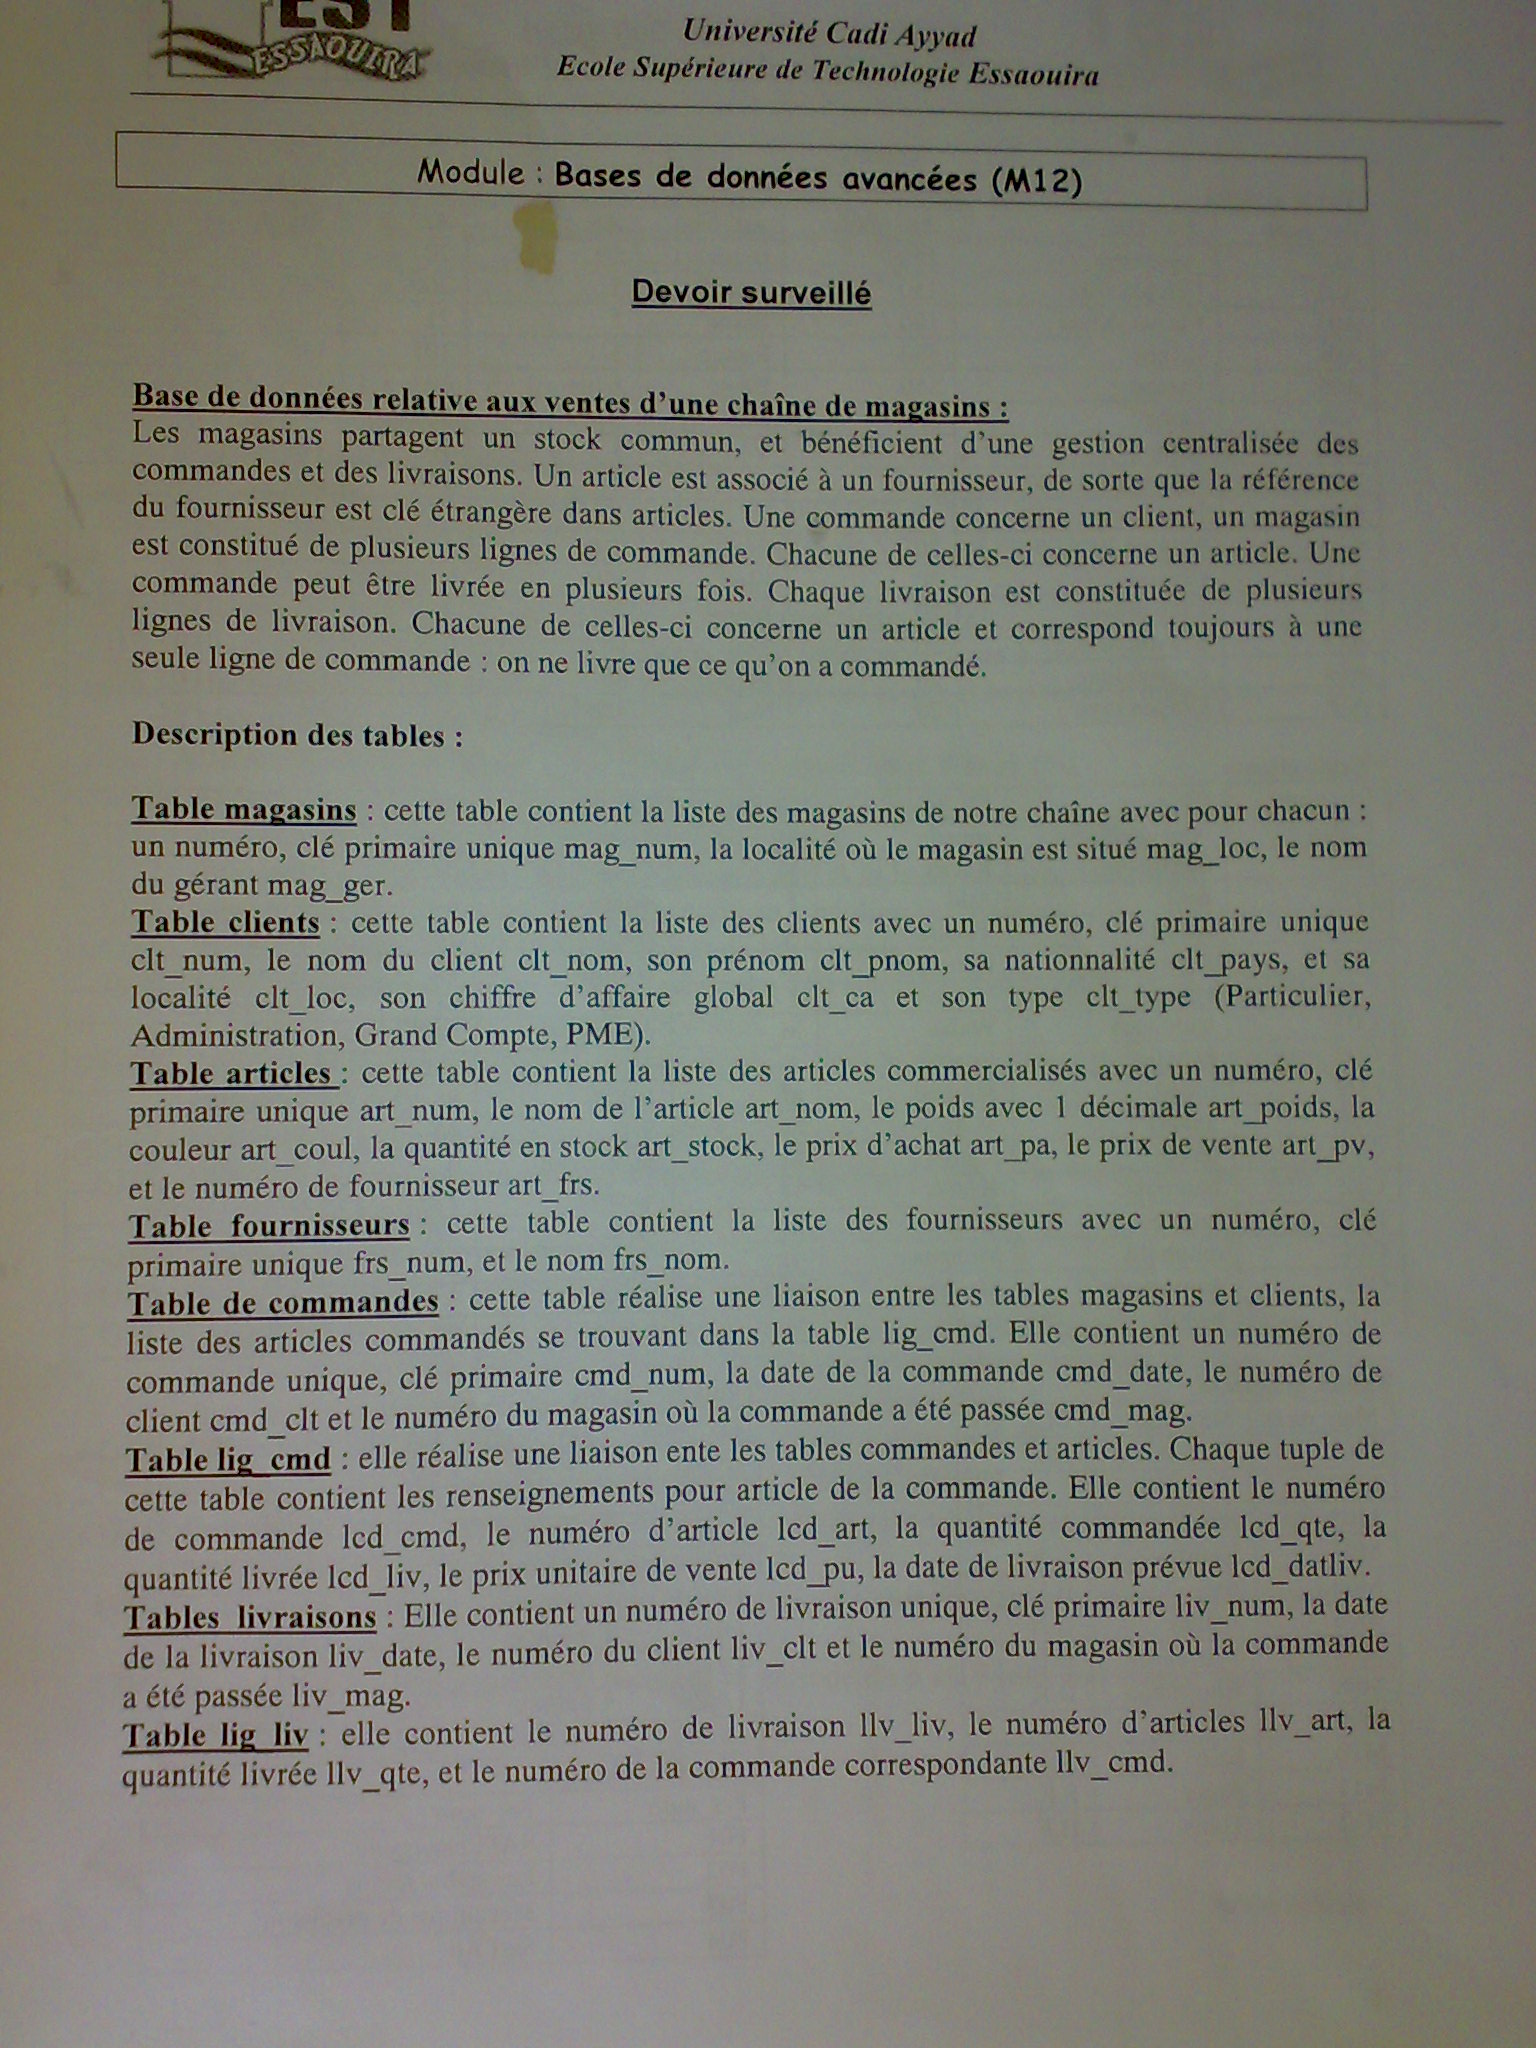 EST
ESSAOUIRA
Université Cadi Ayyad
Ecole Supérieure de Technologie Essaouira
Module : Bases de données avancées (M12)
Devoir surveillé
Base de données relative aux ventes d'une chaîne de magasins :
Les magasins partagent un stock commun, et bénéficient d'une gestion centralisée des
commandes et des livraisons. Un article est associé à un fournisseur, de sorte que la référence
du fournisseur est clé étrangère dans articles. Une commande concerne un client, un magasin
est constitué de plusieurs lignes de commande. Chacune de celles-ci concerne un article. Une
commande peut être livrée en plusieurs fois. Chaque livraison est constituée de plusieurs
lignes de livraison. Chacune de celles-ci concerne un article et correspond toujours à une
seule ligne de commande : on ne livre que ce qu'on a commandé.
Description des tables :
Table magasins : cette table contient la liste des magasins de notre chaîne avec pour chacun :
un numéro, clé primaire unique mag_num, la localité où le magasin est situé mag_loc, le nom
du gérant mag_ger.
Table clients : cette table contient la liste des clients avec un numéro, clé primaire unique
clt_num, le nom du client clt_nom, son prénom clt_pnom, sa nationnalité clt_pays, et sa
localité clt_loc, son chiffre d'affaire global clt_ca et son type clt_type (Particulier,
Administration, Grand Compte, PME).
Table articles : cette table contient la liste des articles commercialisés avec un numéro, clé
primaire unique art_num, le nom de l'article art_nom, le poids avec 1 décimale art_poids, la
couleur art_coul, la quantité en stock art_stock, le prix d'achat art_pa, le prix de vente art_pv,
et le numéro de fournisseur art_frs.
Table fournisseurs : cette table contient la liste des fournisseurs avec un numéro, clé
primaire unique frs_num, et le nom frs_nom.
Table de commandes : cette table réalise une liaison entre les tables magasins et clients, la
liste des articles commandés se trouvant dans la table lig_cmd. Elle contient un numéro de
commande unique, clé primaire cmd_num, la date de la commande cmd_date, le numéro de
client cmd_clt et le numéro du magasin où la commande a été passée cmd_mag.
Table lig_cmd : elle réalise une liaison ente les tables commandes et articles. Chaque tuple de
cette table contient les renseignements pour article de la commande. Elle contient le numéro
de commande lcd_cmd, le numéro d'article lcd_art, la quantité commandée lcd_qte, la
quantité livrée lcd_liv, le prix unitaire de vente lcd_pu, la date de livraison prévue lcd_datliv.
Tables livraisons : Elle contient un numéro de livraison unique, clé primaire liv_num, la date
de la livraison liv_date, le numéro du client liv_clt et le numéro du magasin où la commande
a été passée liv_mag.
Table lig_liv : elle contient le numéro de livraison llv_liv, le numéro d'articles llv_art, la
quantité livrée llv_qte, et le numéro de la commande correspondante llv_cmd.